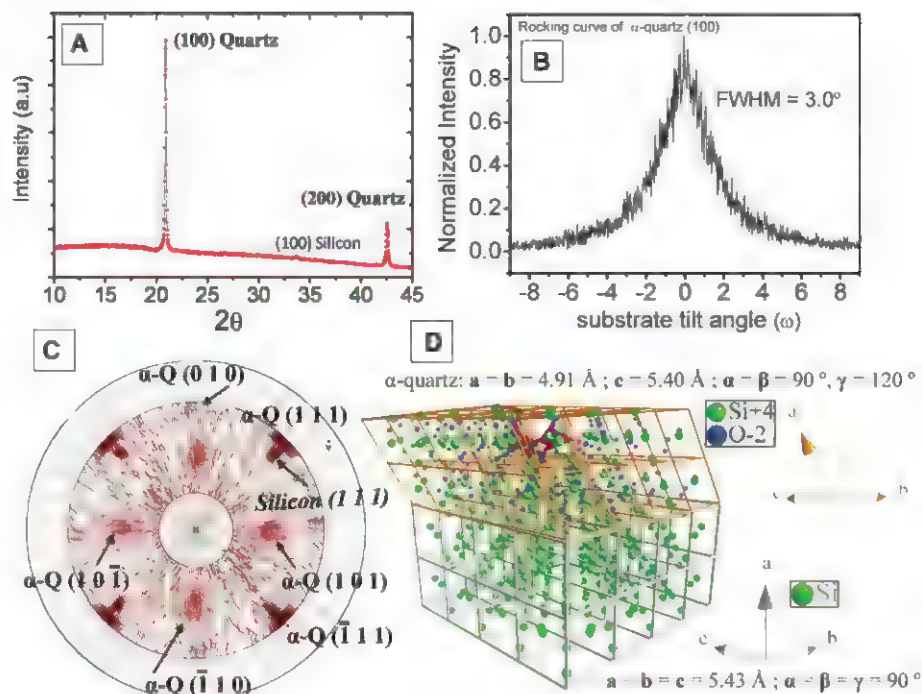 A
(100) Quartz
(200) Quartz
(100) Silicon
Intensity (a.u)
10 15 20 25 30 35 40 45
2θ
Rocking curve of α-quartz (100)
B
FWHM = 3.0°
Normalized Intensity
1.0
0.8
0.6
0.4
0.2
0.0
-8 -6 -4 -2 0 2 4 6 8
substrate tilt angle (ω)
C
α-Q (0 1 0)
α-Q (1 1 1)
Silicon (1 1 1)
α-Q (1 0 1̅)
α-Q (1 0 1)
α-Q (1̅ 1 1)
α-Q (1̅ 1 0)
D
α-quartz: a = b = 4.91 Å ; c = 5.40 Å ; α = β = 90 °, γ = 120 °
Si+4
O-2
a
c
b
a
Si
c
b
a = b = c = 5.43 Å ; α = β = γ = 90 °